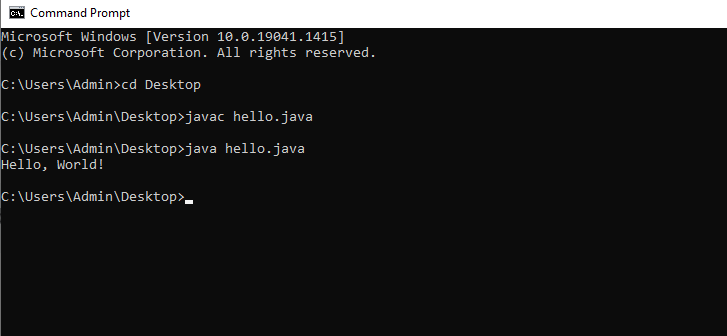 Command Prompt
Microsoft Windows [Version 10.0.19041.1415]
(c) Microsoft Corporation. All rights reserved.
C:\Users\Admin>cd Desktop
C:\Users\Admin\Desktop>javac hello.java
C:\Users\Admin\Desktop>java hello.java
Hello, World!
C:\Users\Admin\Desktop>